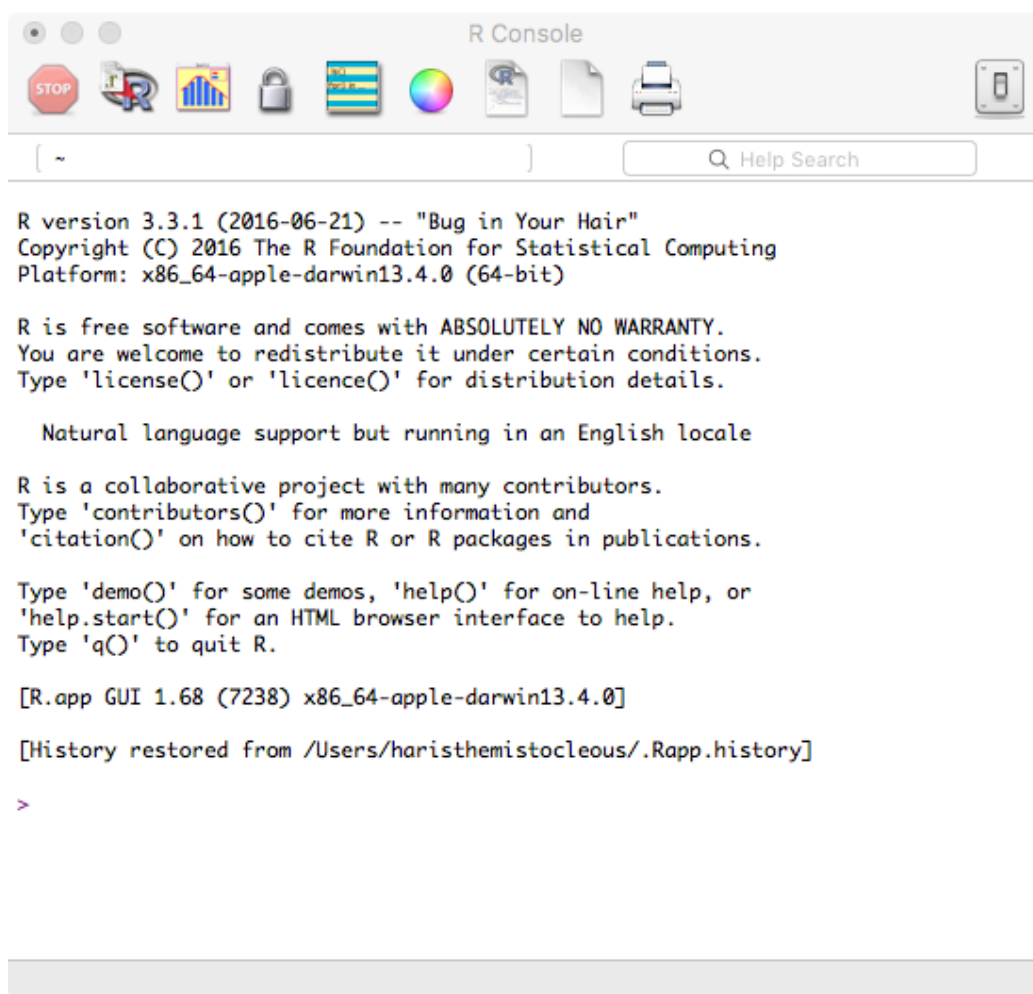 R Console
STOP
~
Help Search
R version 3.3.1 (2016-06-21) -- "Bug in Your Hair"
Copyright (C) 2016 The R Foundation for Statistical Computing
Platform: x86_64-apple-darwin13.4.0 (64-bit)
R is free software and comes with ABSOLUTELY NO WARRANTY.
You are welcome to redistribute it under certain conditions.
Type 'license()' or 'licence()' for distribution details.
  Natural language support but running in an English locale
R is a collaborative project with many contributors.
Type 'contributors()' for more information and
'citation()' on how to cite R or R packages in publications.
Type 'demo()' for some demos, 'help()' for on-line help, or
'help.start()' for an HTML browser interface to help.
Type 'q()' to quit R.
[R.app GUI 1.68 (7238) x86_64-apple-darwin13.4.0]
[History restored from /Users/haristhemistocleous/.Rapp.history]
>